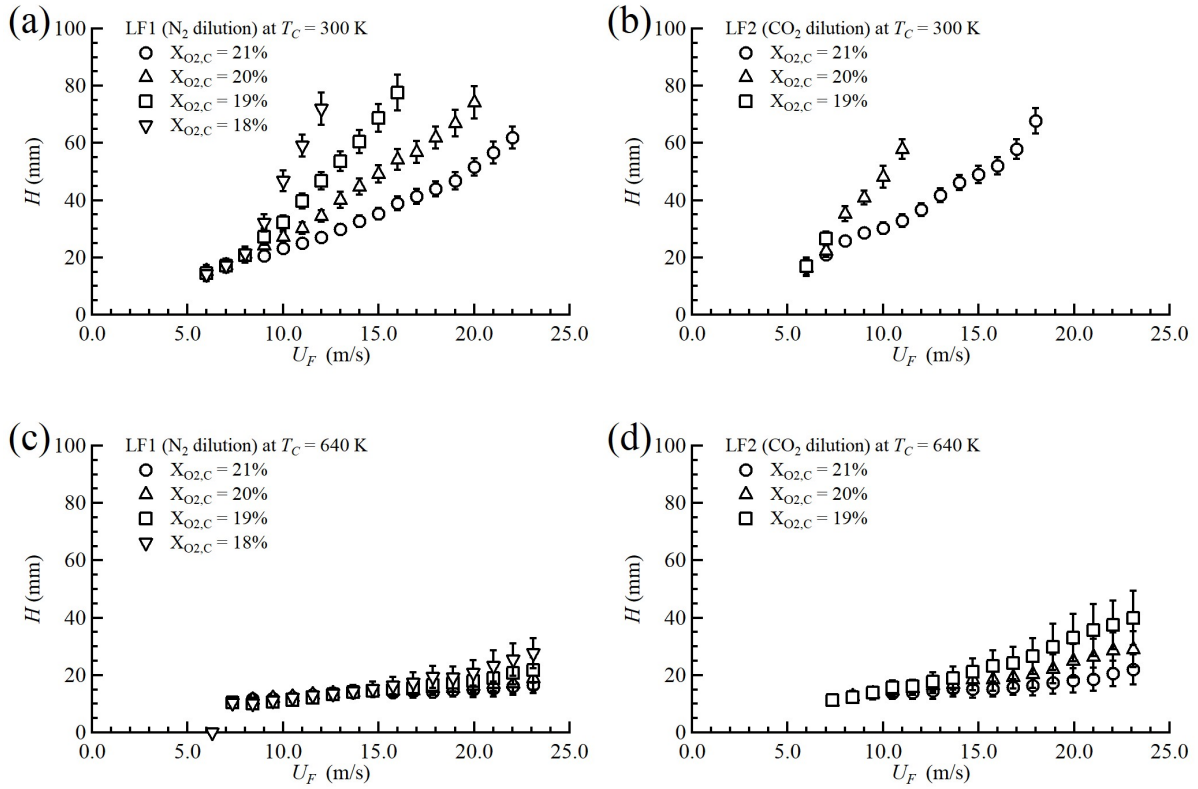 (a)
LF1 (N2 dilution) at TC = 300 K
XO2,C = 21%
XO2,C = 20%
XO2,C = 19%
XO2,C = 18%
100
80
60
40
20
0
H (mm)
0.0 5.0 10.0 15.0 20.0 25.0
UF (m/s)
(b)
LF2 (CO2 dilution) at TC = 300 K
XO2,C = 21%
XO2,C = 20%
XO2,C = 19%
100
80
60
40
20
0
H (mm)
0.0 5.0 10.0 15.0 20.0 25.0
UF (m/s)
(c)
LF1 (N2 dilution) at TC = 640 K
XO2,C = 21%
XO2,C = 20%
XO2,C = 19%
XO2,C = 18%
100
80
60
40
20
0
H (mm)
0.0 5.0 10.0 15.0 20.0 25.0
UF (m/s)
(d)
LF2 (CO2 dilution) at TC = 640 K
XO2,C = 21%
XO2,C = 20%
XO2,C = 19%
100
80
60
40
20
0
H (mm)
0.0 5.0 10.0 15.0 20.0 25.0
UF (m/s)